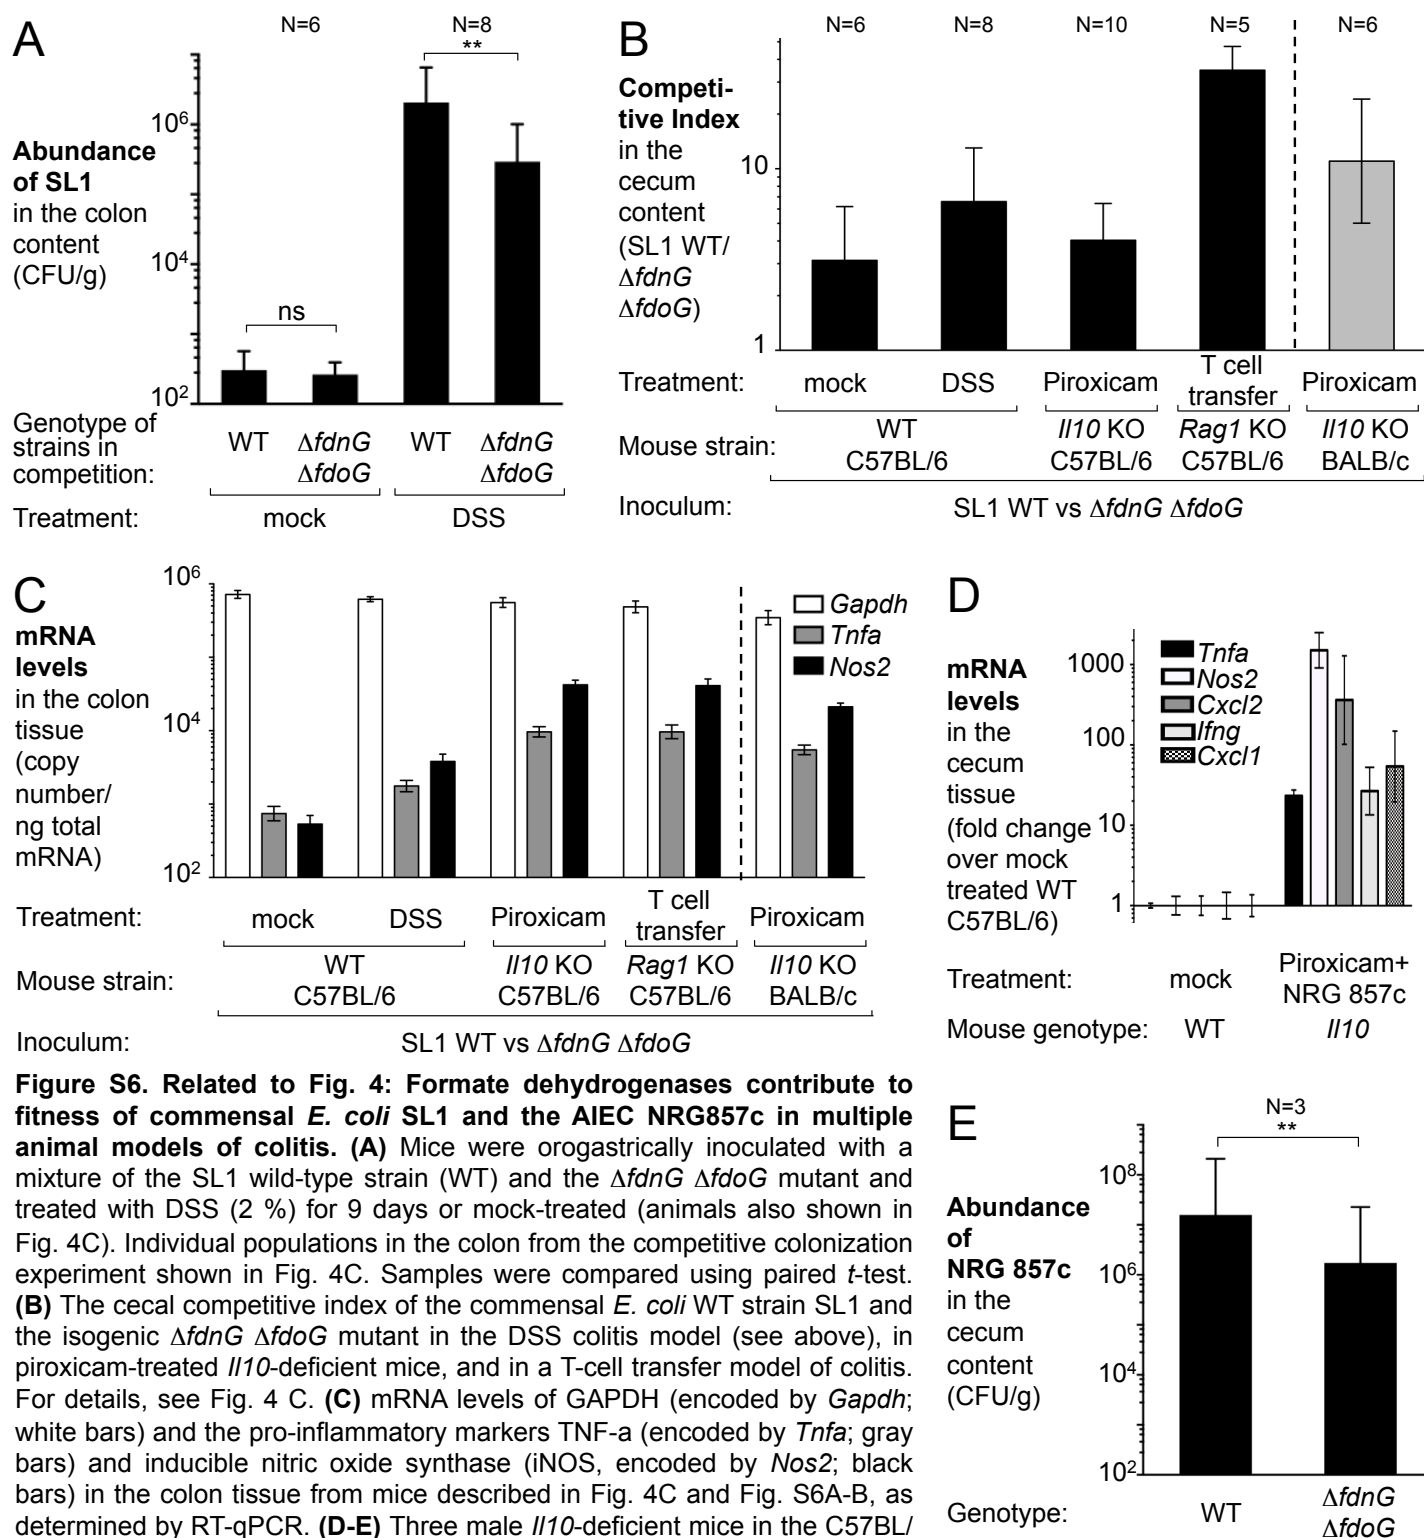 A
N=6
N=8
**
Abundance
of SL1
in the colon
content
(CFU/g)
10^6
10^4
10^2
ns
Genotype of
strains in
competition:
WT
ΔfdnG
ΔfdoG
WT
ΔfdnG
ΔfdoG
Treatment:
mock
DSS
B
N=6
N=8
N=10
N=5
N=6
Competi-
tive Index
in the
cecum
content
(SL1 WT/
ΔfdnG
ΔfdoG)
10
1
Treatment:
mock
DSS
Piroxicam
T cell
transfer
Piroxicam
Mouse strain:
WT
C57BL/6
Il10 KO
C57BL/6
Rag1 KO
C57BL/6
Il10 KO
BALB/c
Inoculum:
SL1 WT vs ΔfdnG ΔfdoG
C
mRNA
levels
in the colon
tissue
(copy
number/
ng total
mRNA)
10^6
10^4
10^2
Gapdh
Tnfa
Nos2
Treatment:
mock
DSS
Piroxicam
T cell
transfer
Piroxicam
Mouse strain:
WT
C57BL/6
Il10 KO
C57BL/6
Rag1 KO
C57BL/6
Il10 KO
BALB/c
Inoculum:
SL1 WT vs ΔfdnG ΔfdoG
D
mRNA
levels
in the
cecum
tissue
(fold change
over mock
treated WT
C57BL/6)
1000
100
10
1
Tnfa
Nos2
Cxcl2
Ifng
Cxcl1
Treatment:
mock
Piroxicam+
NRG 857c
Mouse genotype:
WT
Il10
Figure S6. Related to Fig. 4: Formate dehydrogenases contribute to
fitness of commensal E. coli SL1 and the AIEC NRG857c in multiple
animal models of colitis. (A) Mice were orogastrically inoculated with a
mixture of the SL1 wild-type strain (WT) and the ΔfdnG ΔfdoG mutant and
treated with DSS (2 %) for 9 days or mock-treated (animals also shown in
Fig. 4C). Individual populations in the colon from the competitive colonization
experiment shown in Fig. 4C. Samples were compared using paired t-test.
(B) The cecal competitive index of the commensal E. coli WT strain SL1 and
the isogenic ΔfdnG ΔfdoG mutant in the DSS colitis model (see above), in
piroxicam-treated Il10-deficient mice, and in a T-cell transfer model of colitis.
For details, see Fig. 4 C. (C) mRNA levels of GAPDH (encoded by Gapdh;
white bars) and the pro-inflammatory markers TNF-a (encoded by Tnfa; gray
bars) and inducible nitric oxide synthase (iNOS, encoded by Nos2; black
bars) in the colon tissue from mice described in Fig. 4C and Fig. S6A-B, as
determined by RT-qPCR. (D-E) Three male Il10-deficient mice in the C57BL/
E
N=3
**
Abundance
of
NRG 857c
in the
cecum
content
(CFU/g)
10^8
10^6
10^4
10^2
Genotype:
WT
ΔfdnG
ΔfdoG